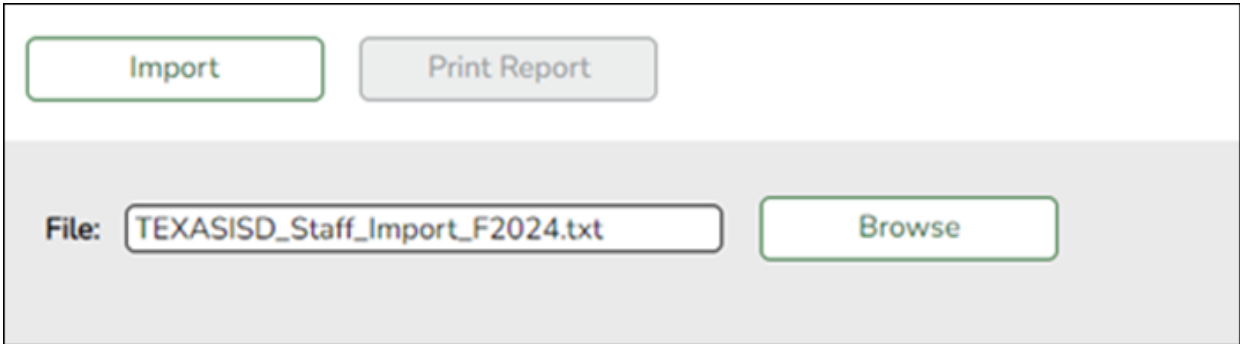 Import Print Report
File: TEXASISD_Staff_Import_F2024.txt Browse